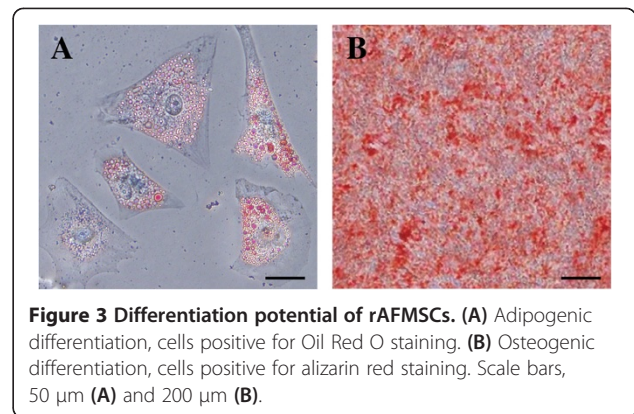 A B
Figure 3 Differentiation potential of rAFMSCs. (A) Adipogenic
differentiation, cells positive for Oil Red O staining. (B) Osteogenic
differentiation, cells positive for alizarin red staining. Scale bars,
50 μm (A) and 200 μm (B).